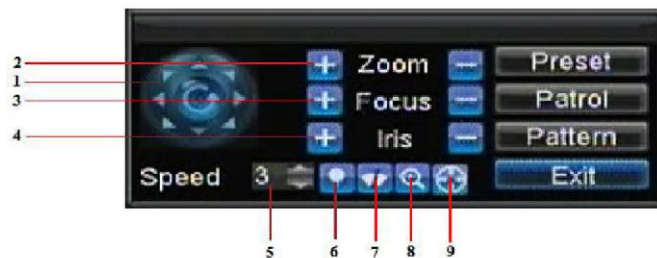 2 Zoom Preset
1
3 Focus Patrol
4 Iris Pattern
Speed 3 Exit
5 6 7 8 9